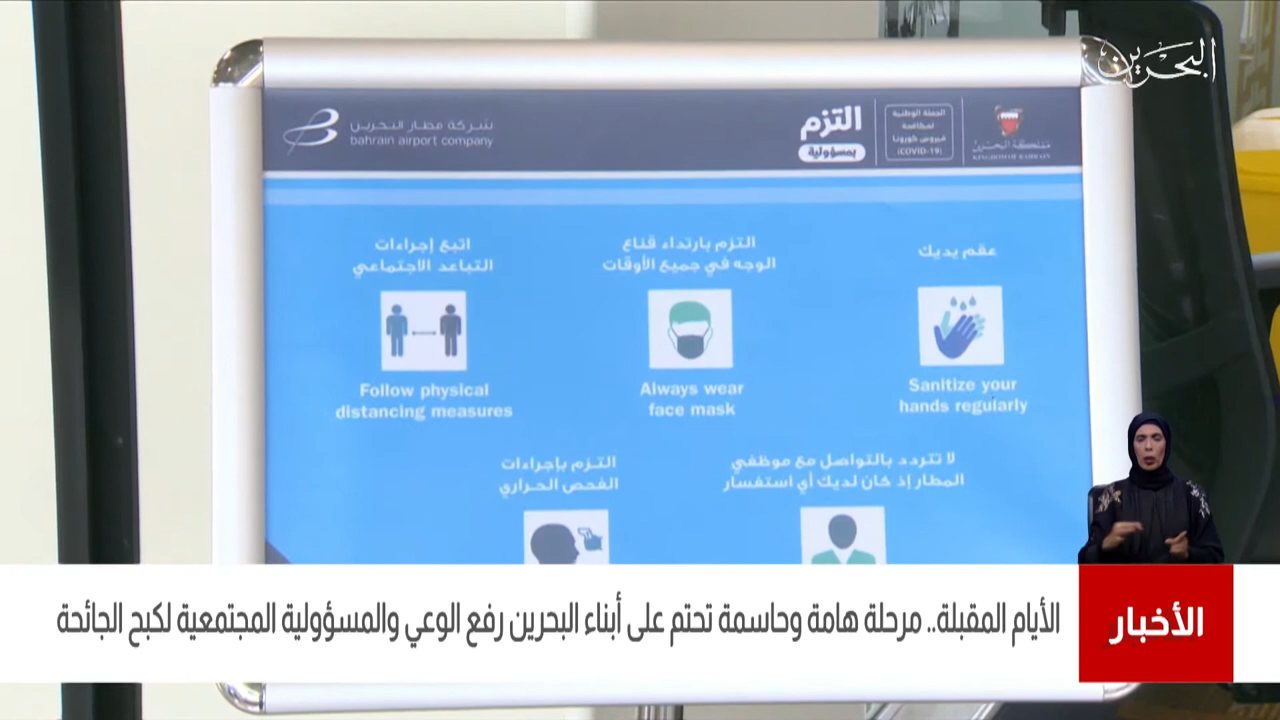 البحرين
شركة مطار البحرين
bahrain airport company
التزم
بمسؤولية
الحملة الوطنية
لمكافحة
فيروس كورونا
(COVID-19)
مملكة البحرين
KINGDOM OF BAHRAIN
اتبع إجراءات
التباعد الاجتماعي
Follow physical
distancing measures
التزم بارتداء قناع
الوجه في جميع الأوقات
Always wear
face mask
عقم يديك
Sanitize your
hands regularly
التزم بإجراءات
الفحص الحراري
لا تتردد بالتواصل مع موظفي
المطار إذ كان لديك أي استفسار
الأخبار
الأيام المقبلة.. مرحلة هامة وحاسمة تحتم على أبناء البحرين رفع الوعي والمسؤولية المجتمعية لكبح الجائحة